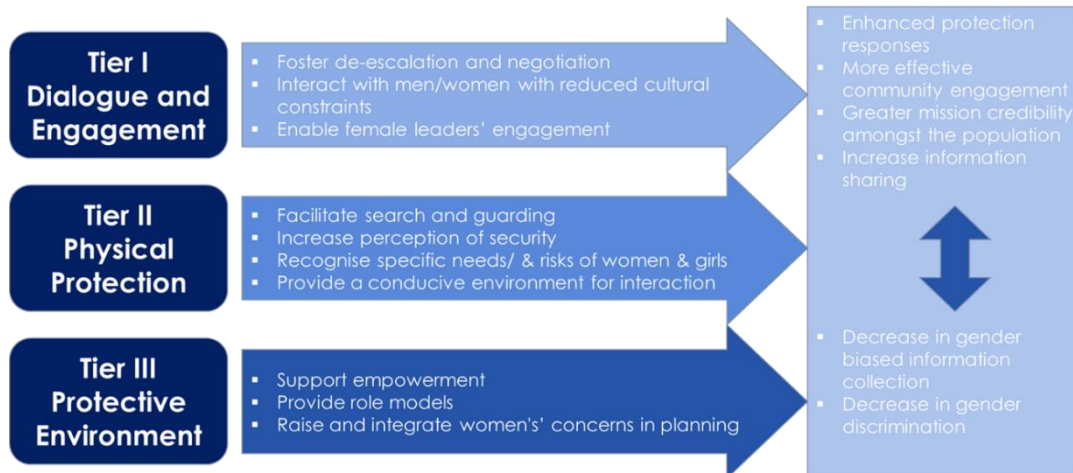 Tier I
Dialogue and
Engagement
▪ Foster de-escalation and negotiation
▪ Interact with men/women with reduced cultural
constraints
▪ Enable female leaders’ engagement
Tier II
Physical
Protection
▪ Facilitate search and guarding
▪ Increase perception of security
▪ Recognise specific needs/ & risks of women & girls
▪ Provide a conducive environment for interaction
Tier III
Protective
Environment
▪ Support empowerment
▪ Provide role models
▪ Raise and integrate women's’ concerns in planning
▪ Enhanced protection
responses
▪ More effective
community engagement
▪ Greater mission credibility
amongst the population
▪ Increase information
sharing
▪ Decrease in gender
biased information
collection
▪ Decrease in gender
discrimination